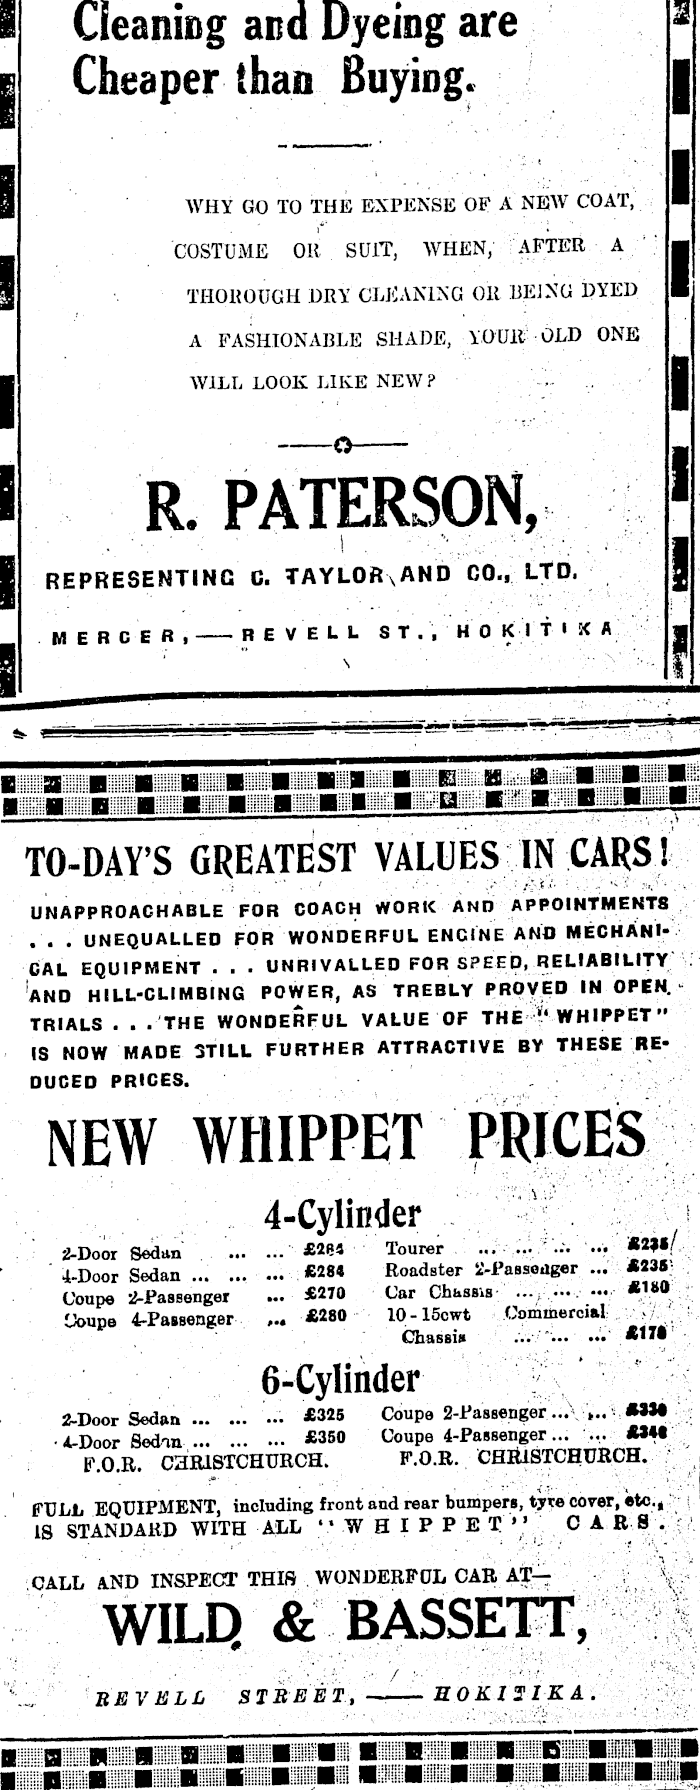 Cleaning and Dyeing are
Cheaper than Buying.
WHY GO TO THE EXPENSE OF A NEW COAT,
COSTUME OR SUIT, WHEN, AFTER A
THOROUGH DRY CLEANING OR BEING DYED
A FASHIONABLE SHADE, YOUR OLD ONE
WILL LOOK LIKE NEW?
R. PATERSON,
REPRESENTING C. TAYLOR AND CO., LTD.
MERCER,—REVELL ST., HOKITIKA
TO-DAY'S GREATEST VALUES IN CARS!
UNAPPROACHABLE FOR COACH WORK AND APPOINTMENTS
... UNEQUALLED FOR WONDERFUL ENGINE AND MECHANI-
CAL EQUIPMENT ... UNRIVALLED FOR SPEED, RELIABILITY
AND HILL-CLIMBING POWER, AS TREBLY PROVED IN OPEN
TRIALS ... THE WONDERFUL VALUE OF THE "WHIPPET"
IS NOW MADE STILL FURTHER ATTRACTIVE BY THESE RE-
DUCED PRICES.
NEW WHIPPET PRICES
4-Cylinder
2-Door Sedan ... ... £284
4-Door Sedan ... ... ... £284
Coupe 2-Passenger ... £270
Coupe 4-Passenger ... £280
Tourer ... ... ... ... £235
Roadster 2-Passenger ... £235
Car Chassis ... ... ... £180
10-15cwt Commercial
Chassis ... ... ...
6-Cylinder
2-Door Sedan ... ... ... £325
4-Door Sedan ... ... ... £350
F.O.R. CHRISTCHURCH.
Coupe 2-Passenger ... ...
Coupe 4-Passenger ... ...
F.O.R. CHRISTCHURCH.
FULL EQUIPMENT, including front and rear bumpers, tyre cover, etc.,
IS STANDARD WITH ALL "WHIPPET" CARS.
CALL AND INSPECT THIS WONDERFUL CAR AT—
WILD & BASSETT,
REVELL STREET,—HOKITIKA.